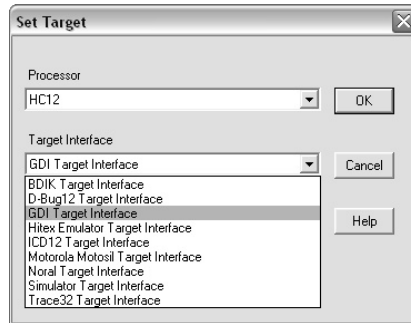 Set Target
Processor
HC12
OK
Target Interface
GDI Target Interface
Cancel
BDIK Target Interface
D-Bug12 Target Interface
GDI Target Interface
Hitex Emulator Target Interface
ICD12 Target Interface
Motorola Motosil Target Interface
Noral Target Interface
Simulator Target Interface
Trace32 Target Interface
Help